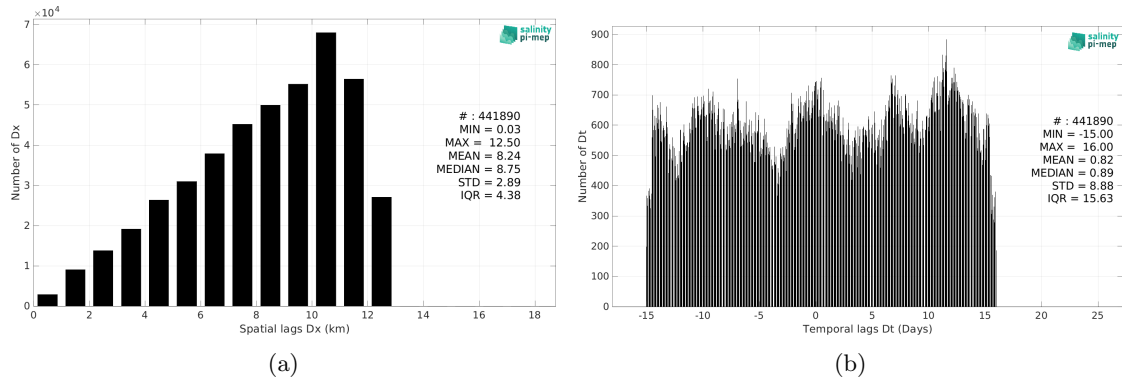 7 ×10⁴
6
5
4
3
2
1
0
0 2 4 6 8 10 12 14 16 18
Number of Dx
Spatial lags Dx (km)
salinity
pi-mep
# : 441890
MIN = 0.03
MAX = 12.50
MEAN = 8.24
MEDIAN = 8.75
STD = 2.89
IQR = 4.38
(a)
900
800
700
600
500
400
300
200
100
0
-15 -10 -5 0 5 10 15 20 25
Number of Dt
Temporal lags Dt (Days)
salinity
pi-mep
# : 441890
MIN = -15.00
MAX = 16.00
MEAN = 0.82
MEDIAN = 0.89
STD = 8.88
IQR = 15.63
(b)